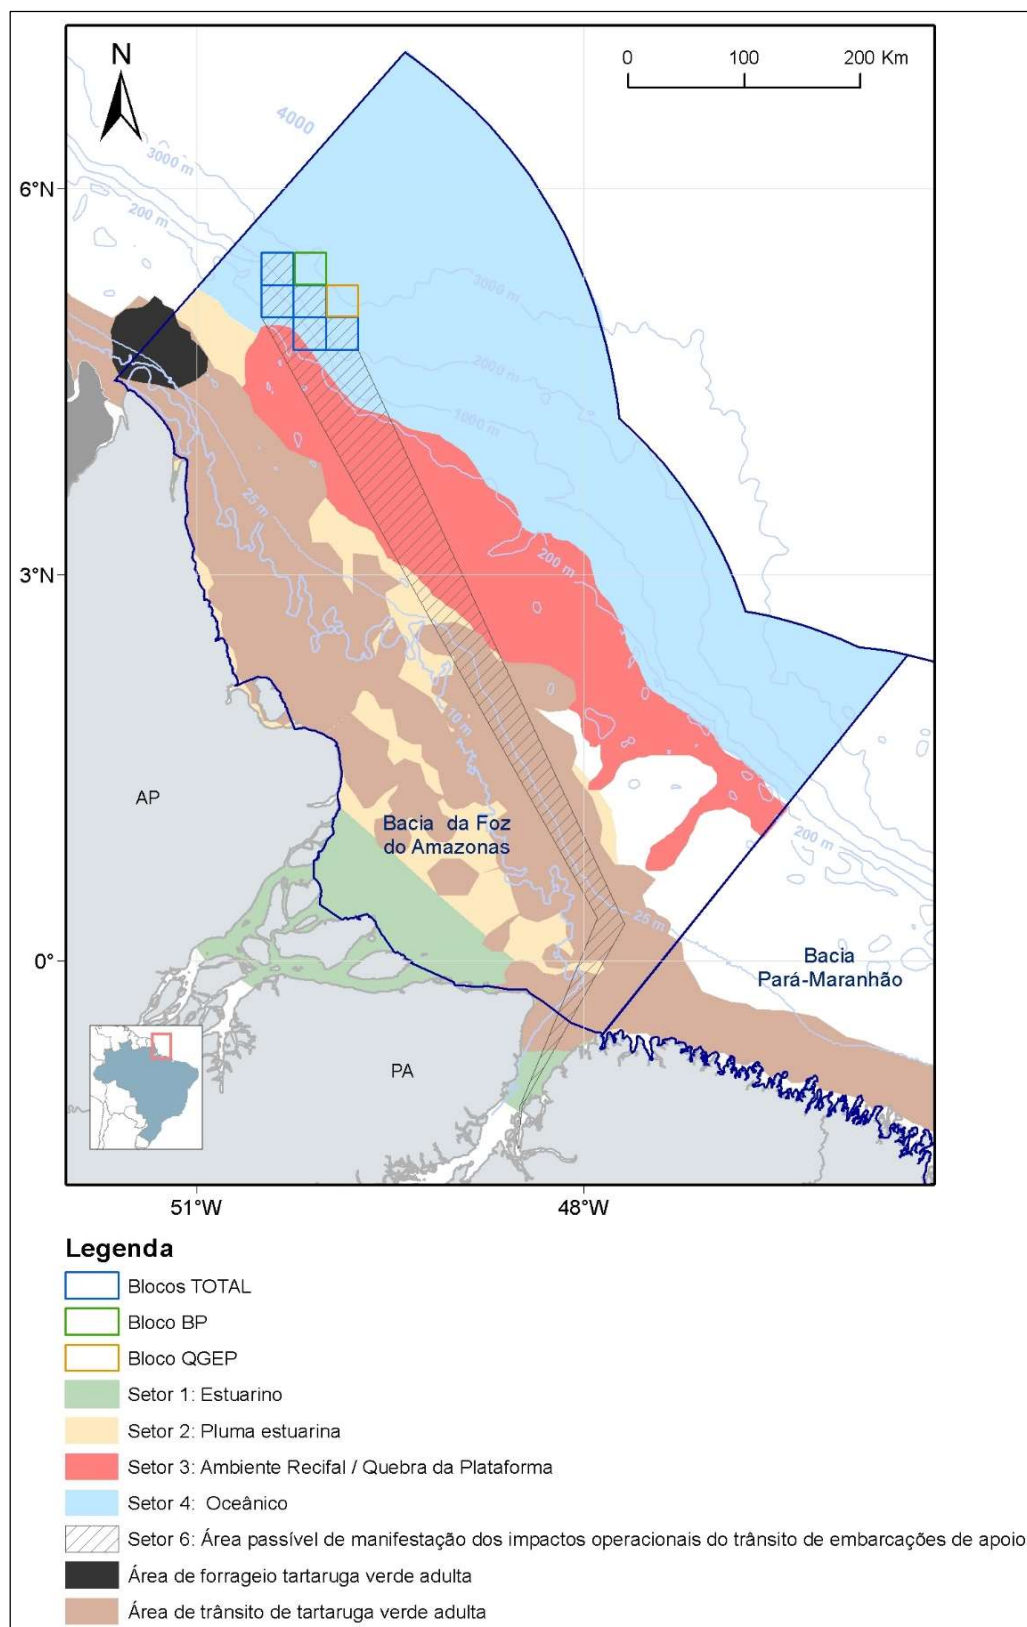 N
0 100 200 Km
4000
3000 m
200 m
6°N
3000 m
2000 m
1000 m
25 m
200 m
3°N
10 m
AP
Bacia da Foz
do Amazonas
200 m
25 m
0°
Bacia
Pará-Maranhão
PA
51°W 48°W
Legenda
Blocos TOTAL
Bloco BP
Bloco QGEP
Setor 1: Estuarino
Setor 2: Pluma estuarina
Setor 3: Ambiente Recifal / Quebra da Plataforma
Setor 4: Oceânico
Setor 6: Área passível de manifestação dos impactos operacionais do trânsito de embarcações de apoio
Área de forrageio tartaruga verde adulta
Área de trânsito de tartaruga verde adulta